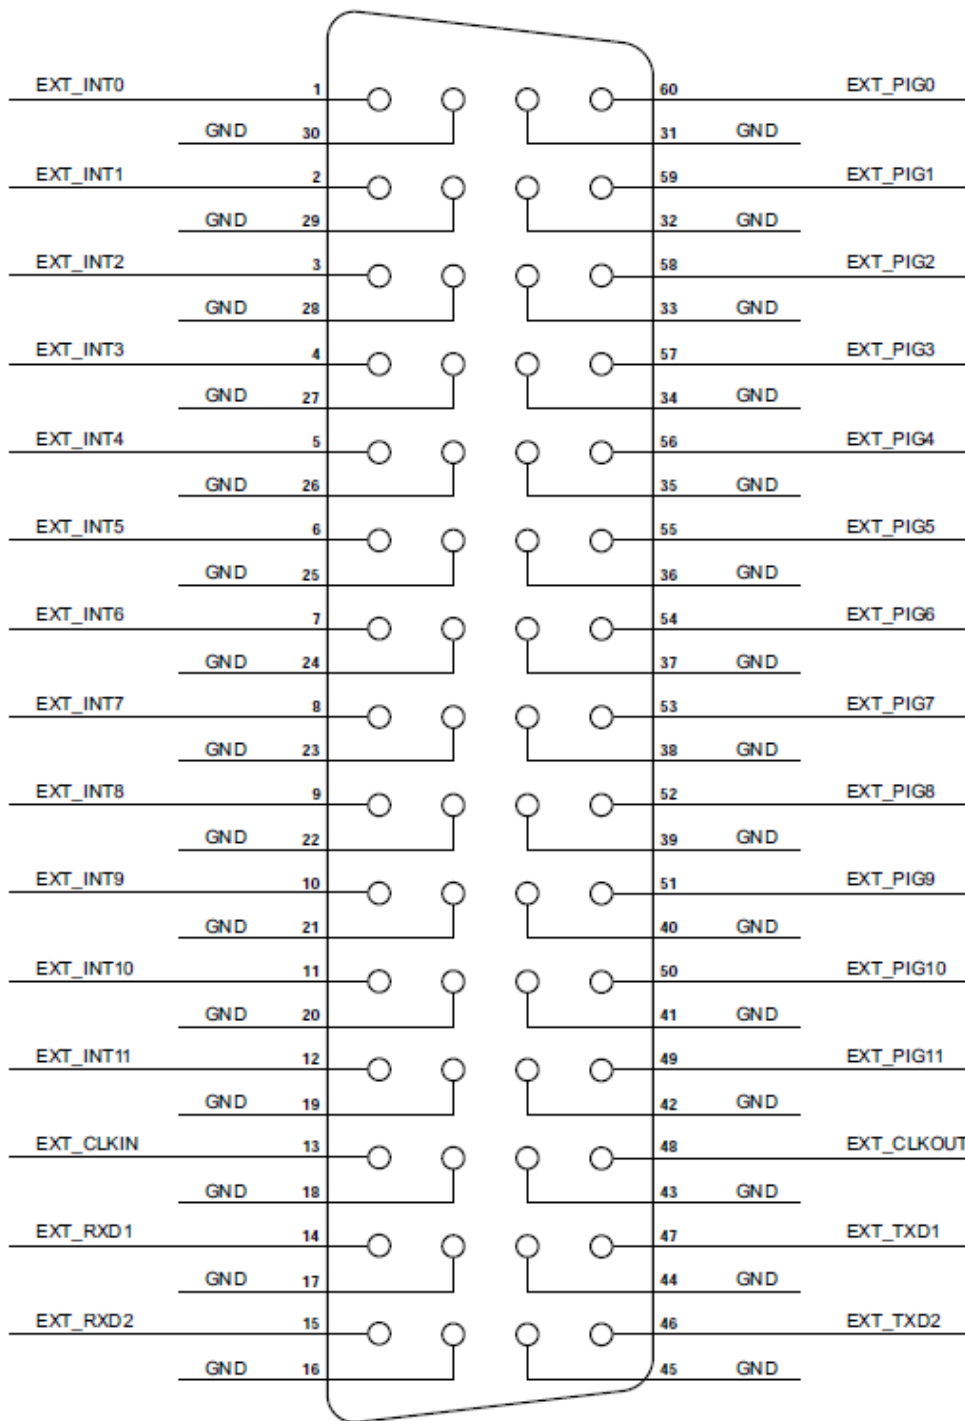 EXT_INT0 1 60 EXT_PIG0
GND 30 31 GND
EXT_INT1 2 59 EXT_PIG1
GND 29 32 GND
EXT_INT2 3 58 EXT_PIG2
GND 28 33 GND
EXT_INT3 4 57 EXT_PIG3
GND 27 34 GND
EXT_INT4 5 56 EXT_PIG4
GND 26 35 GND
EXT_INT5 6 55 EXT_PIG5
GND 25 36 GND
EXT_INT6 7 54 EXT_PIG6
GND 24 37 GND
EXT_INT7 8 53 EXT_PIG7
GND 23 38 GND
EXT_INT8 9 52 EXT_PIG8
GND 22 39 GND
EXT_INT9 10 51 EXT_PIG9
GND 21 40 GND
EXT_INT10 11 50 EXT_PIG10
GND 20 41 GND
EXT_INT11 12 49 EXT_PIG11
GND 19 42 GND
EXT_CLKIN 13 48 EXT_CLKOUT
GND 18 43 GND
EXT_RXD1 14 47 EXT_TXD1
GND 17 44 GND
EXT_RXD2 15 46 EXT_TXD2
GND 16 45 GND